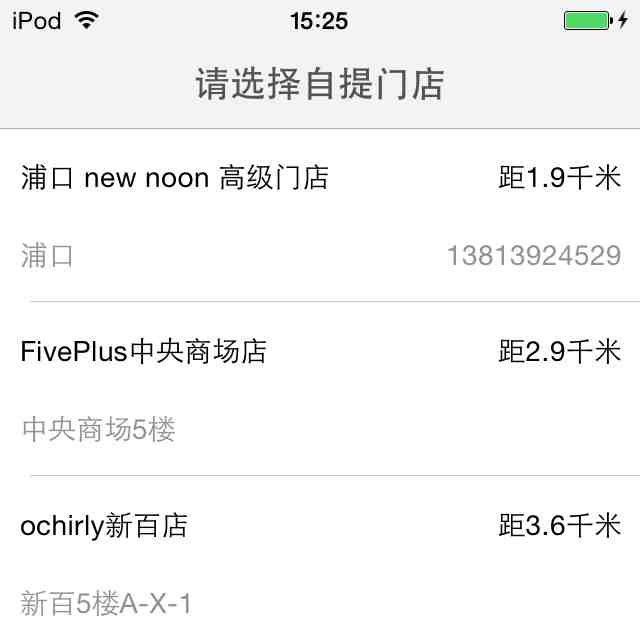 iPod 15:25
请选择自提门店
浦口 new noon 高级门店 距1.9千米
浦口 13813924529
FivePlus中央商场店 距2.9千米
中央商场5楼
ochirly新百店 距3.6千米
新百5楼A-X-1